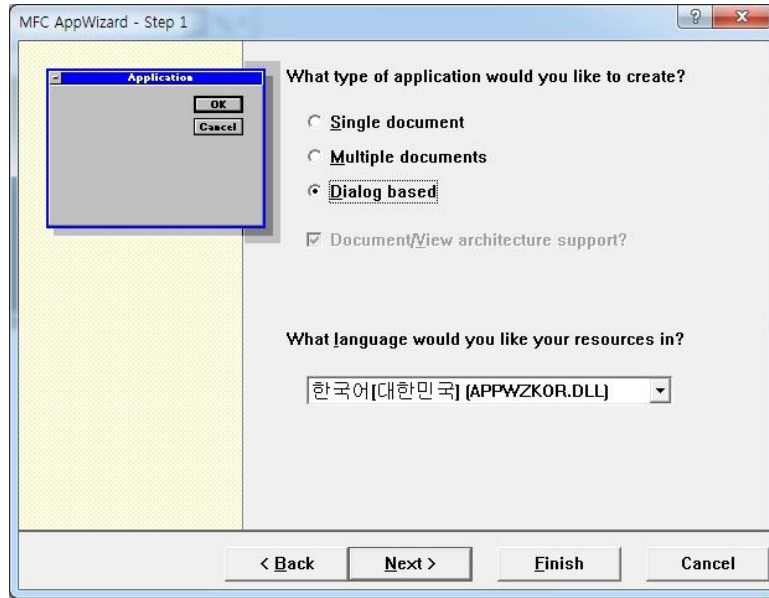 MFC AppWizard - Step 1
Application
OK
Cancel
What type of application would you like to create?
Single document
Multiple documents
Dialog based
Document/View architecture support?
What language would you like your resources in?
한국어[대한민국] (APPWZKOR.DLL)
< Back Next > Finish Cancel